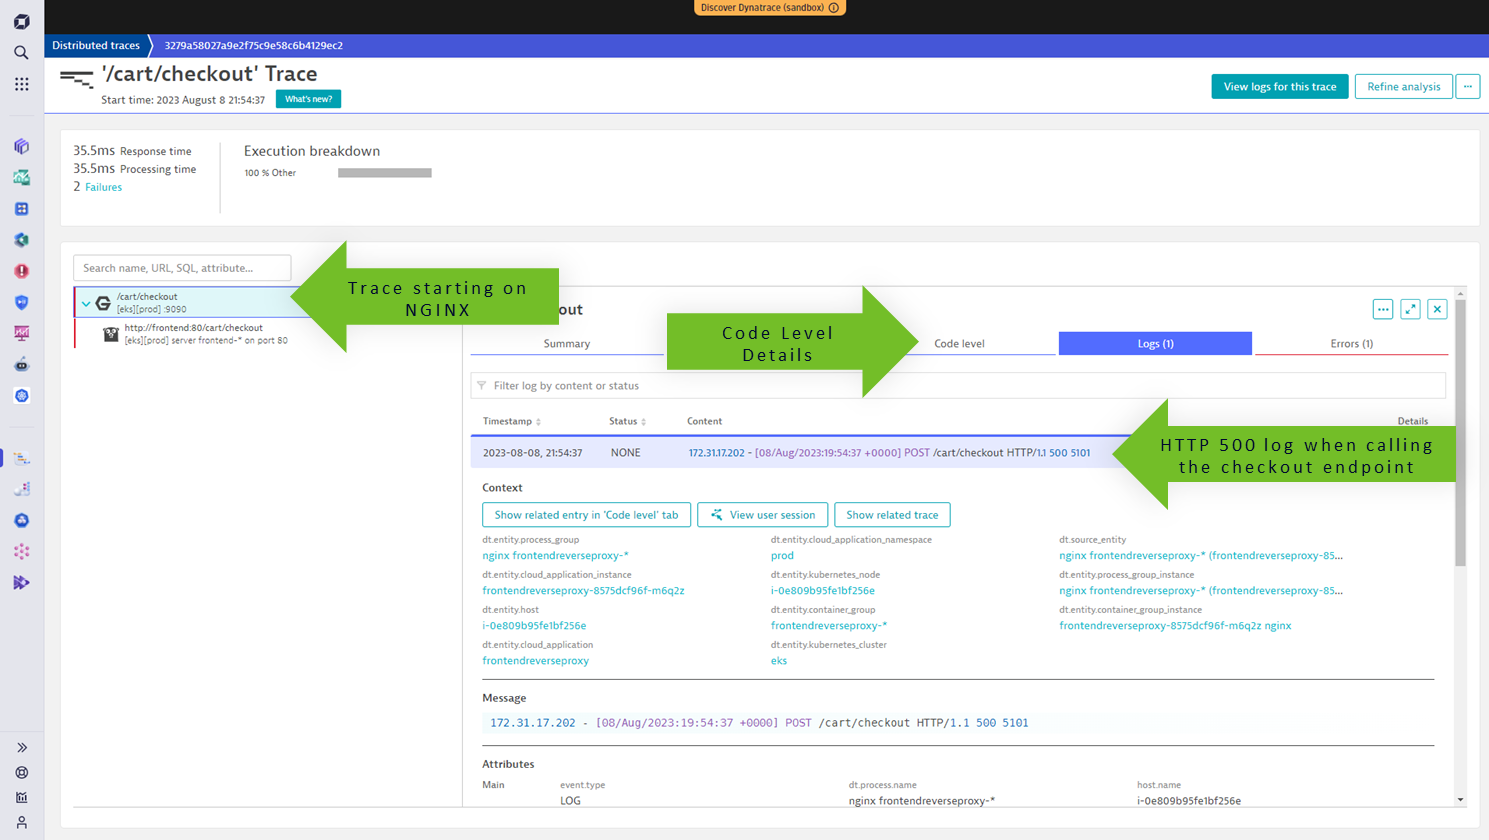 Discover Dynatrace (sandbox)
Distributed traces
3279a58027a9e2f75c9e58c6b4129ec2
'/cart/checkout' Trace
Start time: 2023 August 8 21:54:37
What's new?
View logs for this trace
Refine analysis
35.5ms Response time
35.5ms Processing time
2 Failures
Execution breakdown
100 % Other
Search name, URL, SQL, attribute...
/cart/checkout
[eks][prod] :9090
http://frontend:80/cart/checkout
[eks][prod] server frontend-* on port 80
Trace starting on
NGINX
out
Summary
Code Level
Details
Code level
Logs (1)
Errors (1)
Filter log by content or status
Timestamp
Status
Content
Details
2023-08-08, 21:54:37
NONE
172.31.17.202 - [08/Aug/2023:19:54:37 +0000] POST /cart/checkout HTTP/1.1 500 5101
HTTP 500 log when calling
the checkout endpoint
Context
Show related entry in 'Code level' tab
View user session
Show related trace
dt.entity.process_group
nginx frontendreverseproxy-*
dt.entity.cloud_application_namespace
prod
dt.source_entity
nginx frontendreverseproxy-* (frontendreverseproxy-85...
dt.entity.cloud_application_instance
frontendreverseproxy-8575dcf96f-m6q2z
dt.entity.kubernetes_node
i-0e809b95fe1bf256e
dt.entity.process_group_instance
nginx frontendreverseproxy-* (frontendreverseproxy-85...
dt.entity.host
i-0e809b95fe1bf256e
dt.entity.container_group
frontendreverseproxy-*
dt.entity.container_group_instance
frontendreverseproxy-8575dcf96f-m6q2z nginx
dt.entity.cloud_application
frontendreverseproxy
dt.entity.kubernetes_cluster
eks
Message
172.31.17.202 - [08/Aug/2023:19:54:37 +0000] POST /cart/checkout HTTP/1.1 500 5101
Attributes
Main
event.type
LOG
dt.process.name
nginx frontendreverseproxy-*
host.name
i-0e809b95fe1bf256e